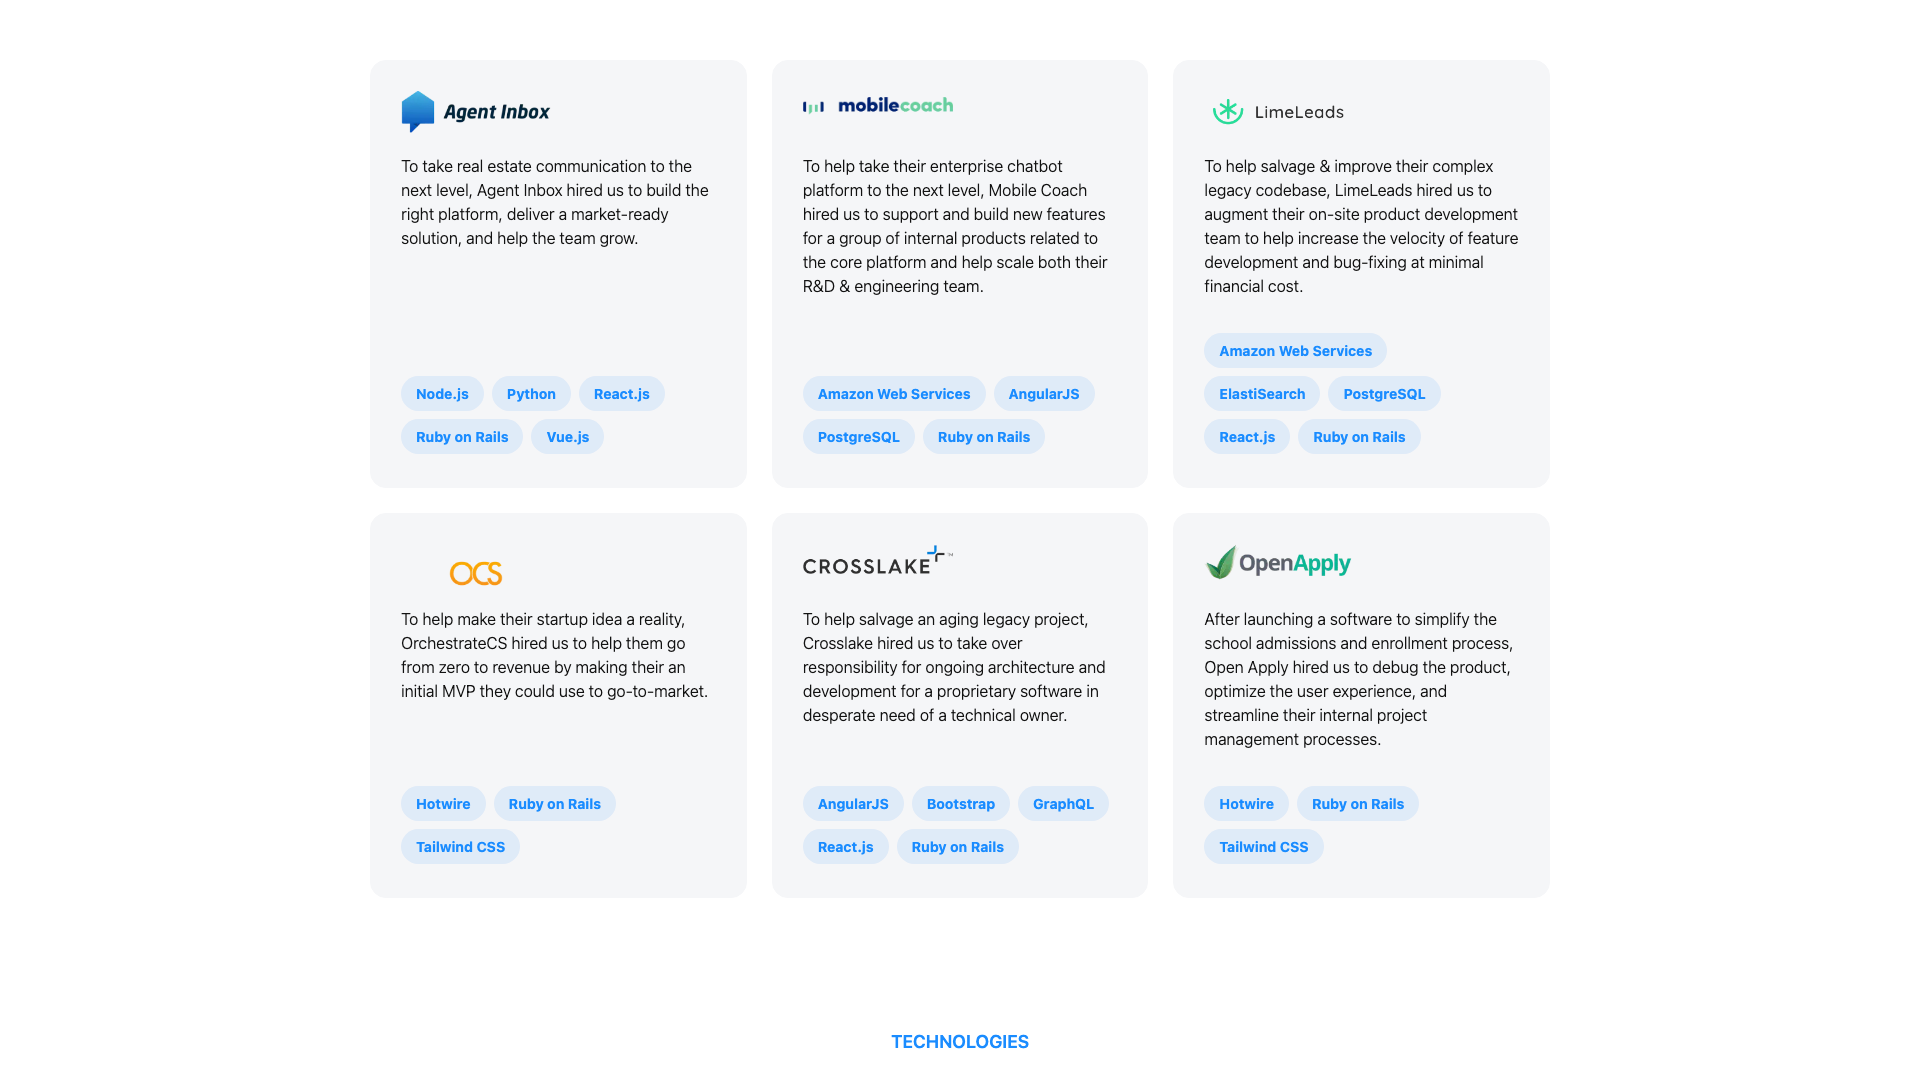 Agent Inbox
To take real estate communication to the
next level, Agent Inbox hired us to build the
right platform, deliver a market-ready
solution, and help the team grow.
Node.js
Python
React.js
Ruby on Rails
Vue.js
mobilecoach
To help take their enterprise chatbot
platform to the next level, Mobile Coach
hired us to support and build new features
for a group of internal products related to
the core platform and help scale both their
R&D & engineering team.
Amazon Web Services
AngularJS
PostgreSQL
Ruby on Rails
LimeLeads
To help salvage & improve their complex
legacy codebase, LimeLeads hired us to
augment their on-site product development
team to help increase the velocity of feature
development and bug-fixing at minimal
financial cost.
Amazon Web Services
ElastiSearch
PostgreSQL
React.js
Ruby on Rails
OCS
To help make their startup idea a reality,
OrchestrateCS hired us to help them go
from zero to revenue by making their an
initial MVP they could use to go-to-market.
Hotwire
Ruby on Rails
Tailwind CSS
CROSSLAKE ™
To help salvage an aging legacy project,
Crosslake hired us to take over
responsibility for ongoing architecture and
development for a proprietary software in
desperate need of a technical owner.
AngularJS
Bootstrap
GraphQL
React.js
Ruby on Rails
OpenApply
After launching a software to simplify the
school admissions and enrollment process,
Open Apply hired us to debug the product,
optimize the user experience, and
streamline their internal project
management processes.
Hotwire
Ruby on Rails
Tailwind CSS
TECHNOLOGIES